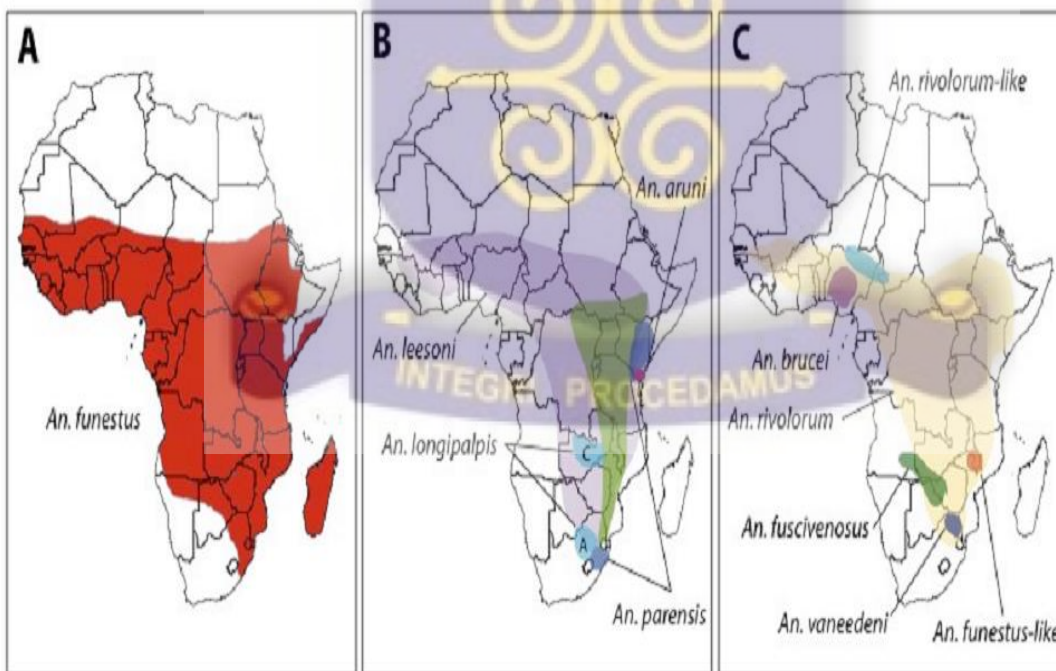 A
An. funestus
B
An. aruni
An. leesoni
An. longipalpis
C
A
An. parensis
INTEGRI PROCEDAMUS
C
An. rivolorum-like
An. brucei
An. rivolorum
An. fuscivenosus
An. vaneedeni
An. funestus-like